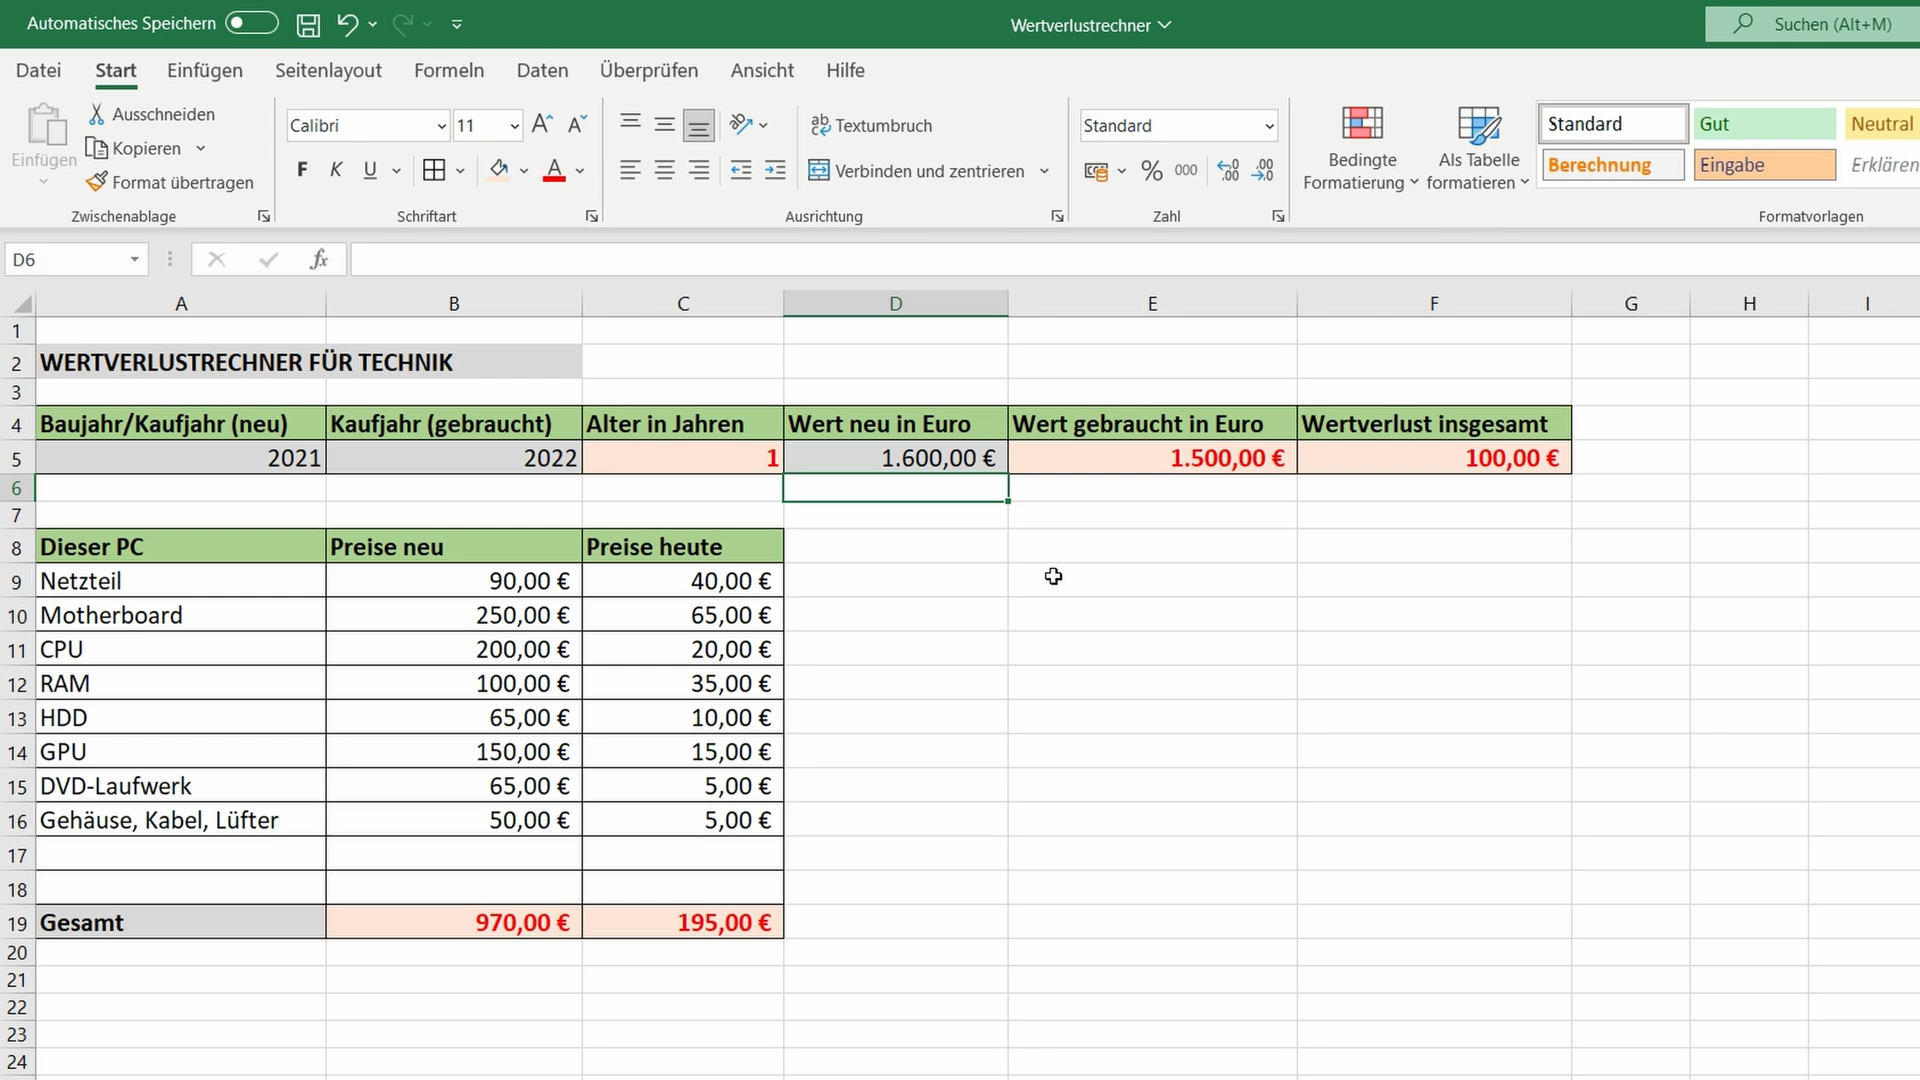 Automatisches Speichern
Wertverlustrechner
Suchen (Alt+M)
Datei Start Einfügen Seitenlayout Formeln Daten Überprüfen Ansicht Hilfe
Einfügen
Ausschneiden
Kopieren
Format übertragen
Zwischenablage
Calibri 11
F K U A
Schriftart
Textumbruch
Verbinden und zentrieren
Ausrichtung
Standard
% 000
Zahl
Bedingte Formatierung
Als Tabelle formatieren
Standard Gut Neutral
Berechnung Eingabe Erklären
Formatvorlagen
D6 fx
A B C D E F G H I
1
2 WERTVERLUSTRECHNER FÜR TECHNIK
3
4 Baujahr/Kaufjahr (neu) Kaufjahr (gebraucht) Alter in Jahren Wert neu in Euro Wert gebraucht in Euro Wertverlust insgesamt
5 2021 2022 1 1.600,00 € 1.500,00 € 100,00 €
6
7
8 Dieser PC Preise neu Preise heute
9 Netzteil 90,00 € 40,00 €
10 Motherboard 250,00 € 65,00 €
11 CPU 200,00 € 20,00 €
12 RAM 100,00 € 35,00 €
13 HDD 65,00 € 10,00 €
14 GPU 150,00 € 15,00 €
15 DVD-Laufwerk 65,00 € 5,00 €
16 Gehäuse, Kabel, Lüfter 50,00 € 5,00 €
17
18
19 Gesamt 970,00 € 195,00 €
20
21
22
23
24